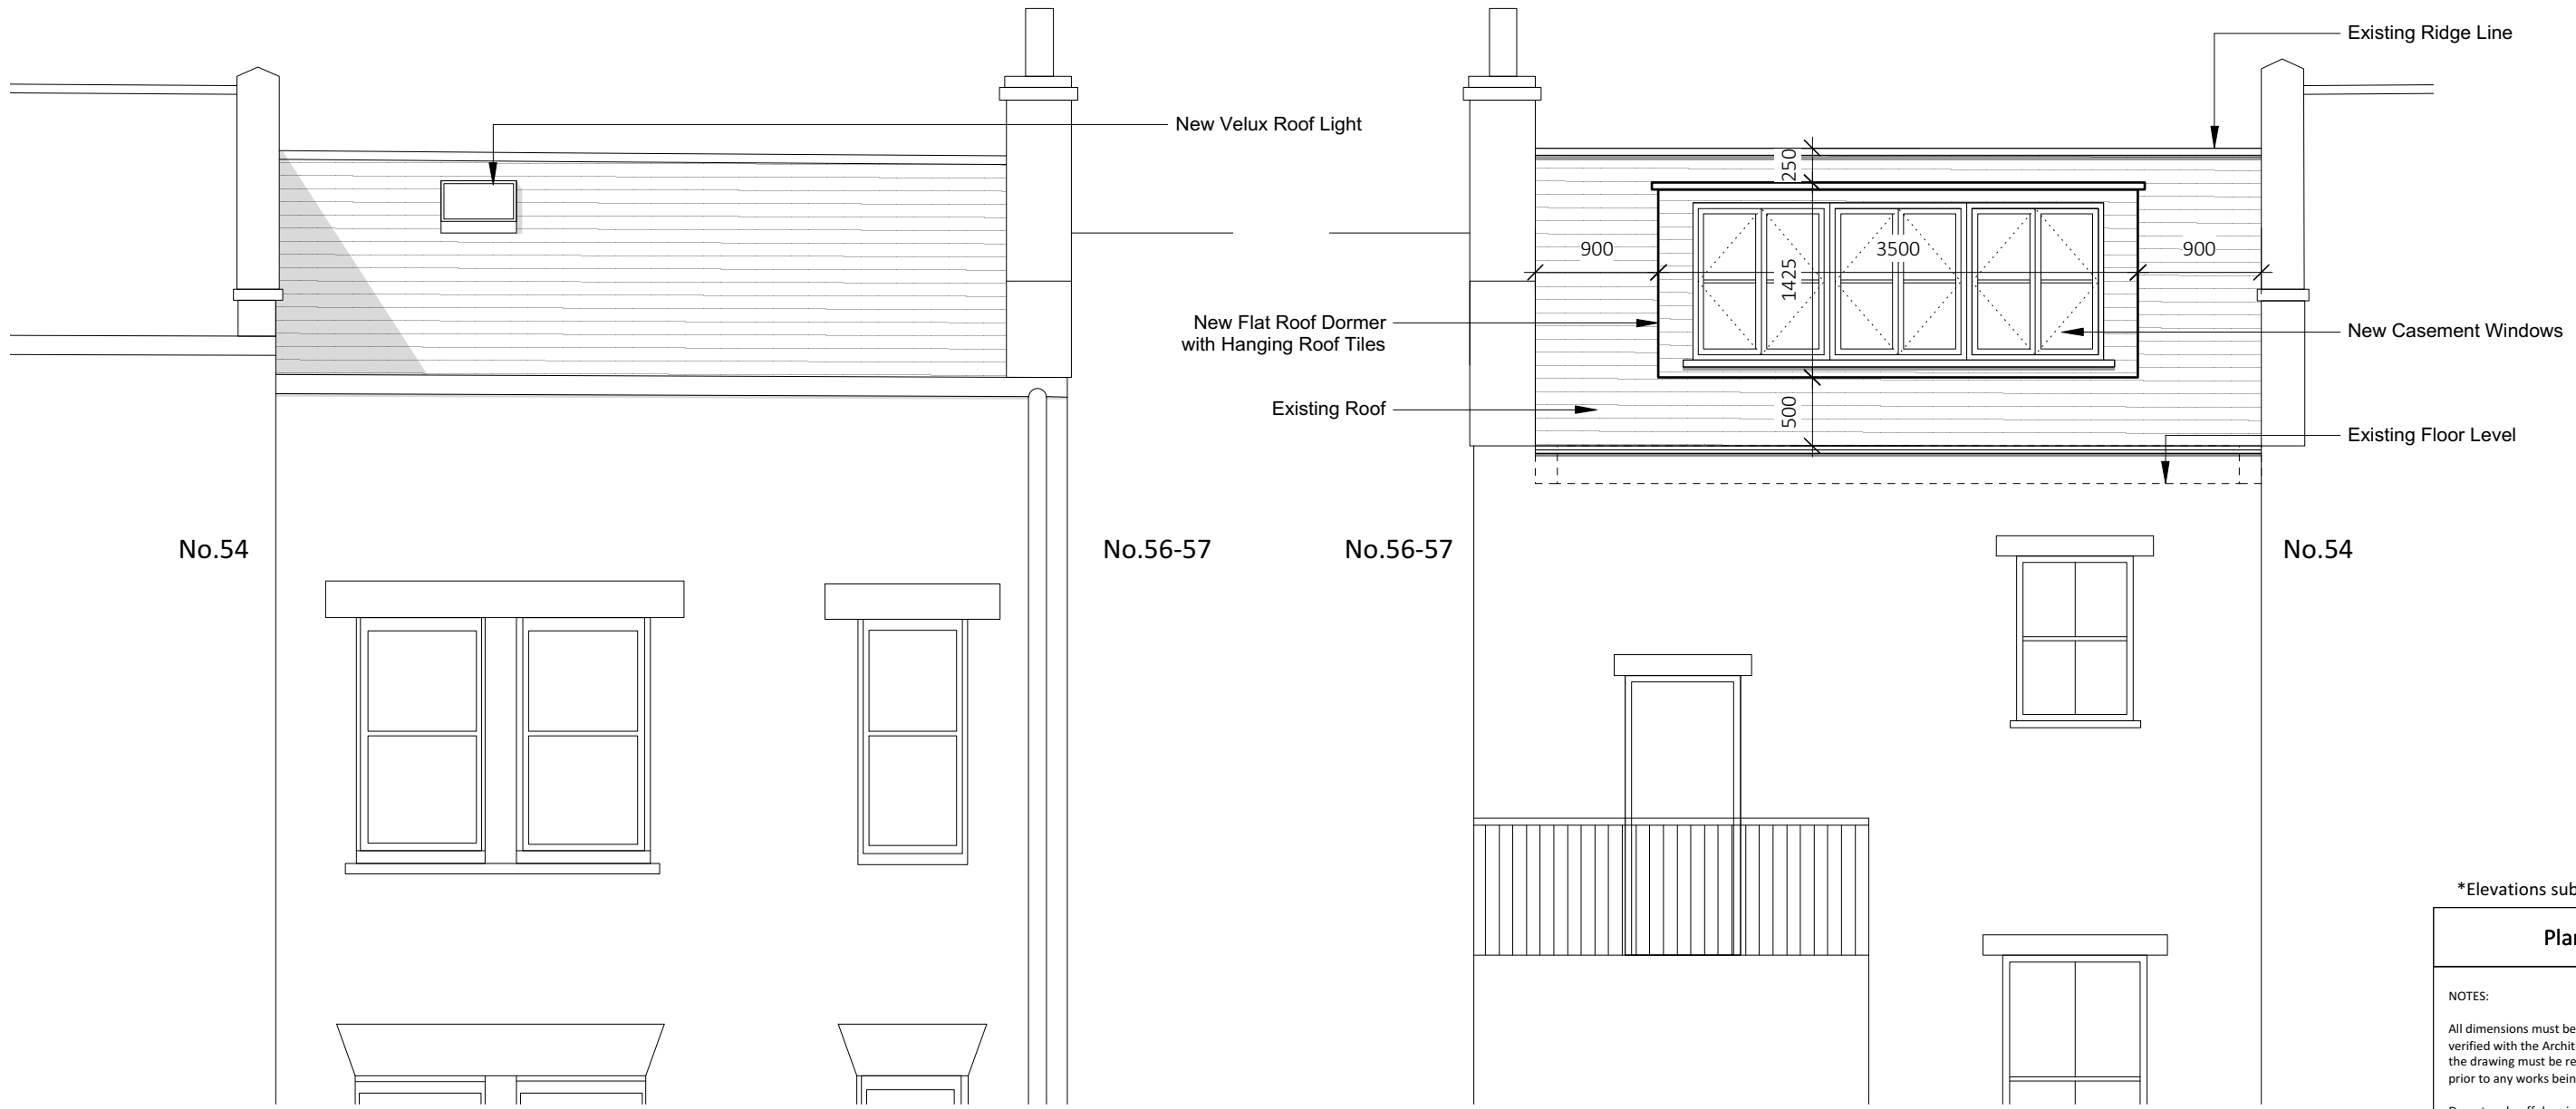 Existing Ridge Line
New Velux Roof Light
250
900
3500
900
1425
New Flat Roof Dermer
with Hanging Roof Tiles
New Casement Windows
Existing Roof
500
Existing Floor Level
No.54
No.56-57
No.56-57
No.54
*Elevations sub
Plan
NOTES:
All dimensions must be
verified with the Archit
the drawing must be re
prior to any works bein